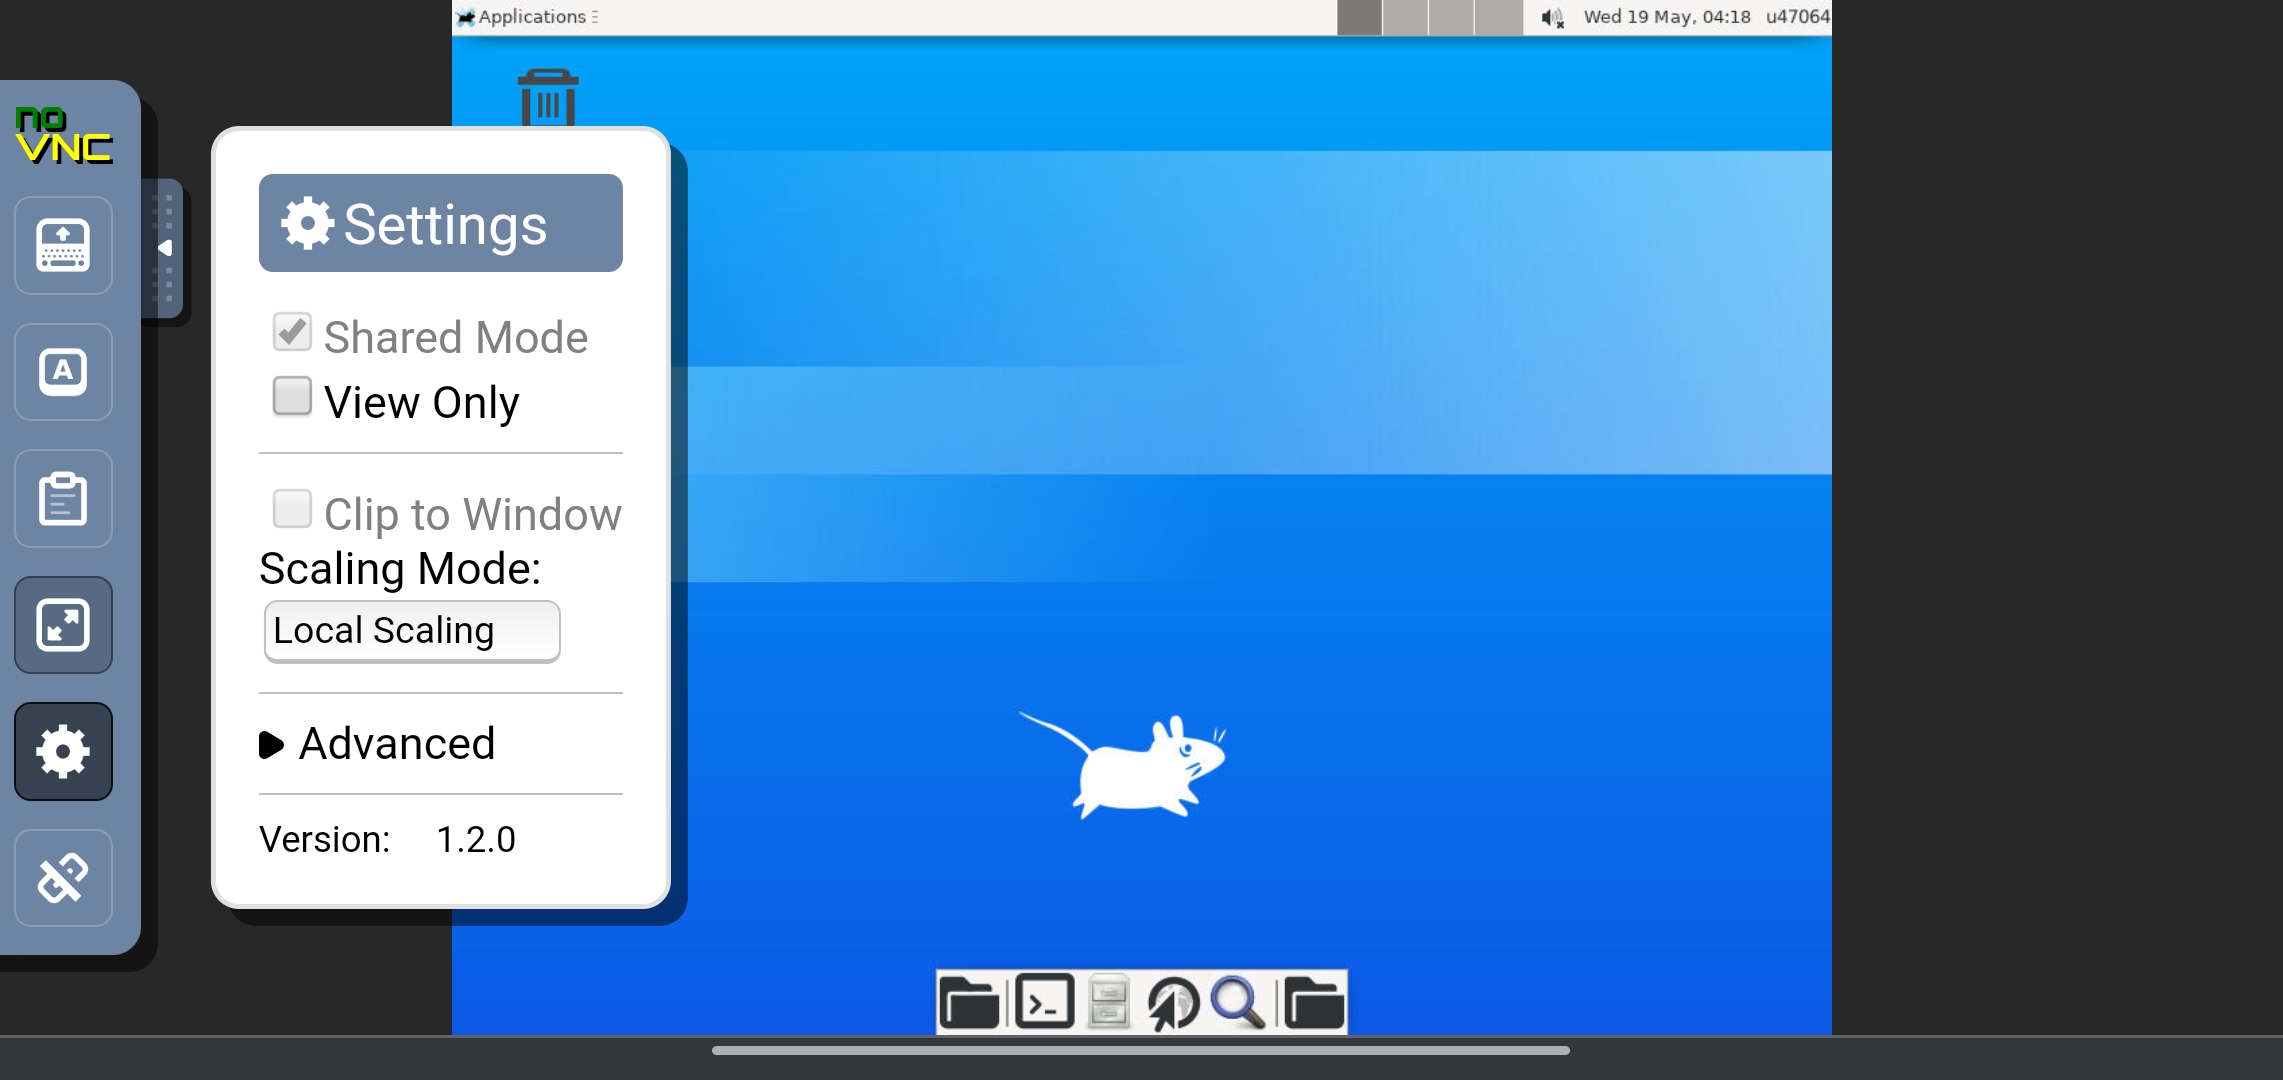 Applications
Wed 19 May, 04:18 u47064
no
VNC
A
Settings
Shared Mode
View Only
Clip to Window
Scaling Mode:
Local Scaling
Advanced
Version: 1.2.0